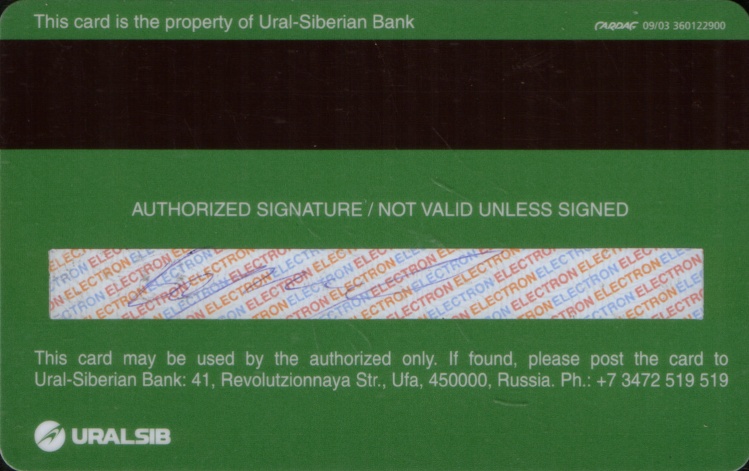 This card is the property of Ural-Siberian Bank
09/03 360122900
AUTHORIZED SIGNATURE / NOT VALID UNLESS SIGNED
ELECTRON ELECTRON ELECTRON ELECTRON ELECTRON ELECTRON
This card may be used by the authorized only. If found, please post the card to
Ural-Siberian Bank: 41, Revolutzionnaya Str., Ufa, 450000, Russia. Ph.: +7 3472 519 519
URALSIB